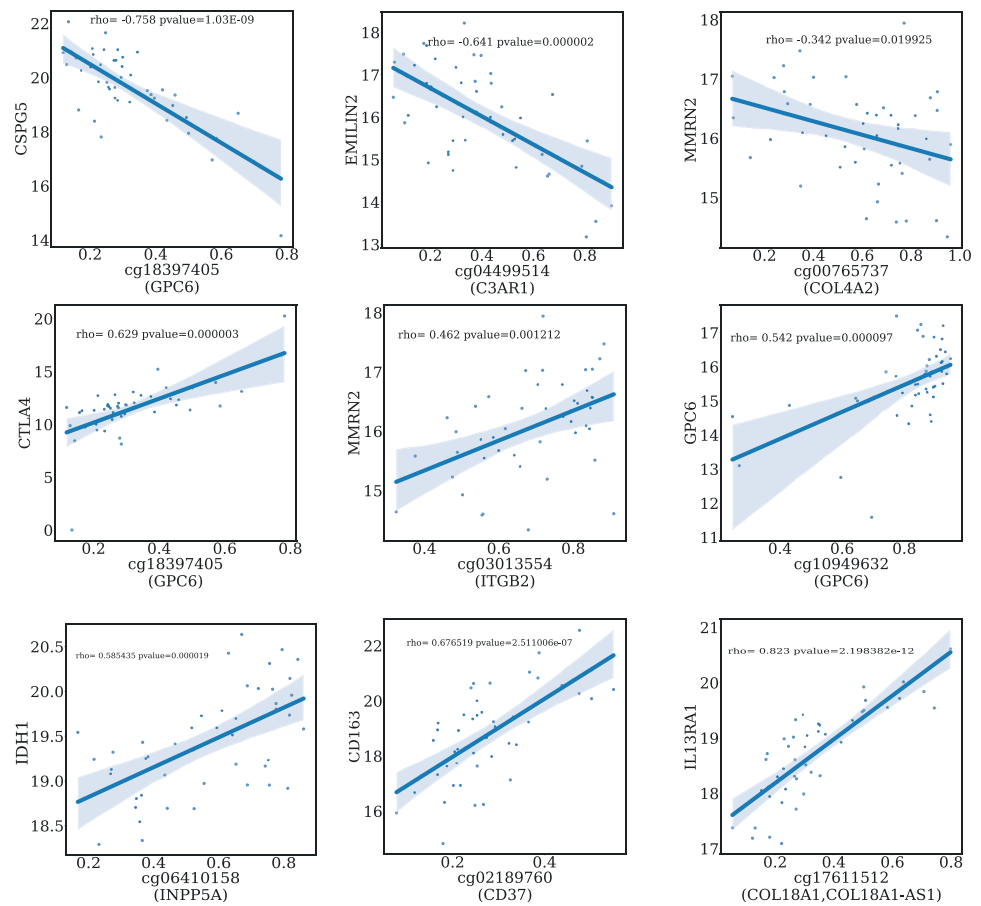 rho= -0.758 pvalue=1.03E-09
CSPG5
22
20
18
16
14
0.2 0.4 0.6 0.8
cg18397405
(GPC6)
rho= -0.641 pvalue=0.000002
EMILIN2
18
17
16
15
14
13
0.2 0.4 0.6 0.8
cg04499514
(C3AR1)
rho= -0.342 pvalue=0.019925
MMRN2
17
16
15
0.2 0.4 0.6 0.8 1.0
cg00765737
(COL4A2)
rho= 0.629 pvalue=0.000003
CTLA4
20
15
10
5
0
0.2 0.4 0.6 0.8
cg18397405
(GPC6)
rho= 0.462 pvalue=0.001212
MMRN2
18
17
16
15
0.4 0.6 0.8
cg03013554
(ITGB2)
rho= 0.542 pvalue=0.000097
GPC6
17
16
15
14
13
12
11
0.4 0.6 0.8
cg10949632
(GPC6)
rho= 0.585435 pvalue=0.000019
IDH1
20.5
20.0
19.5
19.0
18.5
0.2 0.4 0.6 0.8
cg06410158
(INPP5A)
rho= 0.676519 pvalue=2.511006e-07
CD163
22
20
18
16
0.2 0.4
cg02189760
(CD37)
rho= 0.823 pvalue=2.198382e-12
IL13RA1
21
20
19
18
17
0.2 0.4 0.6 0.8
cg17611512
(COL18A1,COL18A1-AS1)